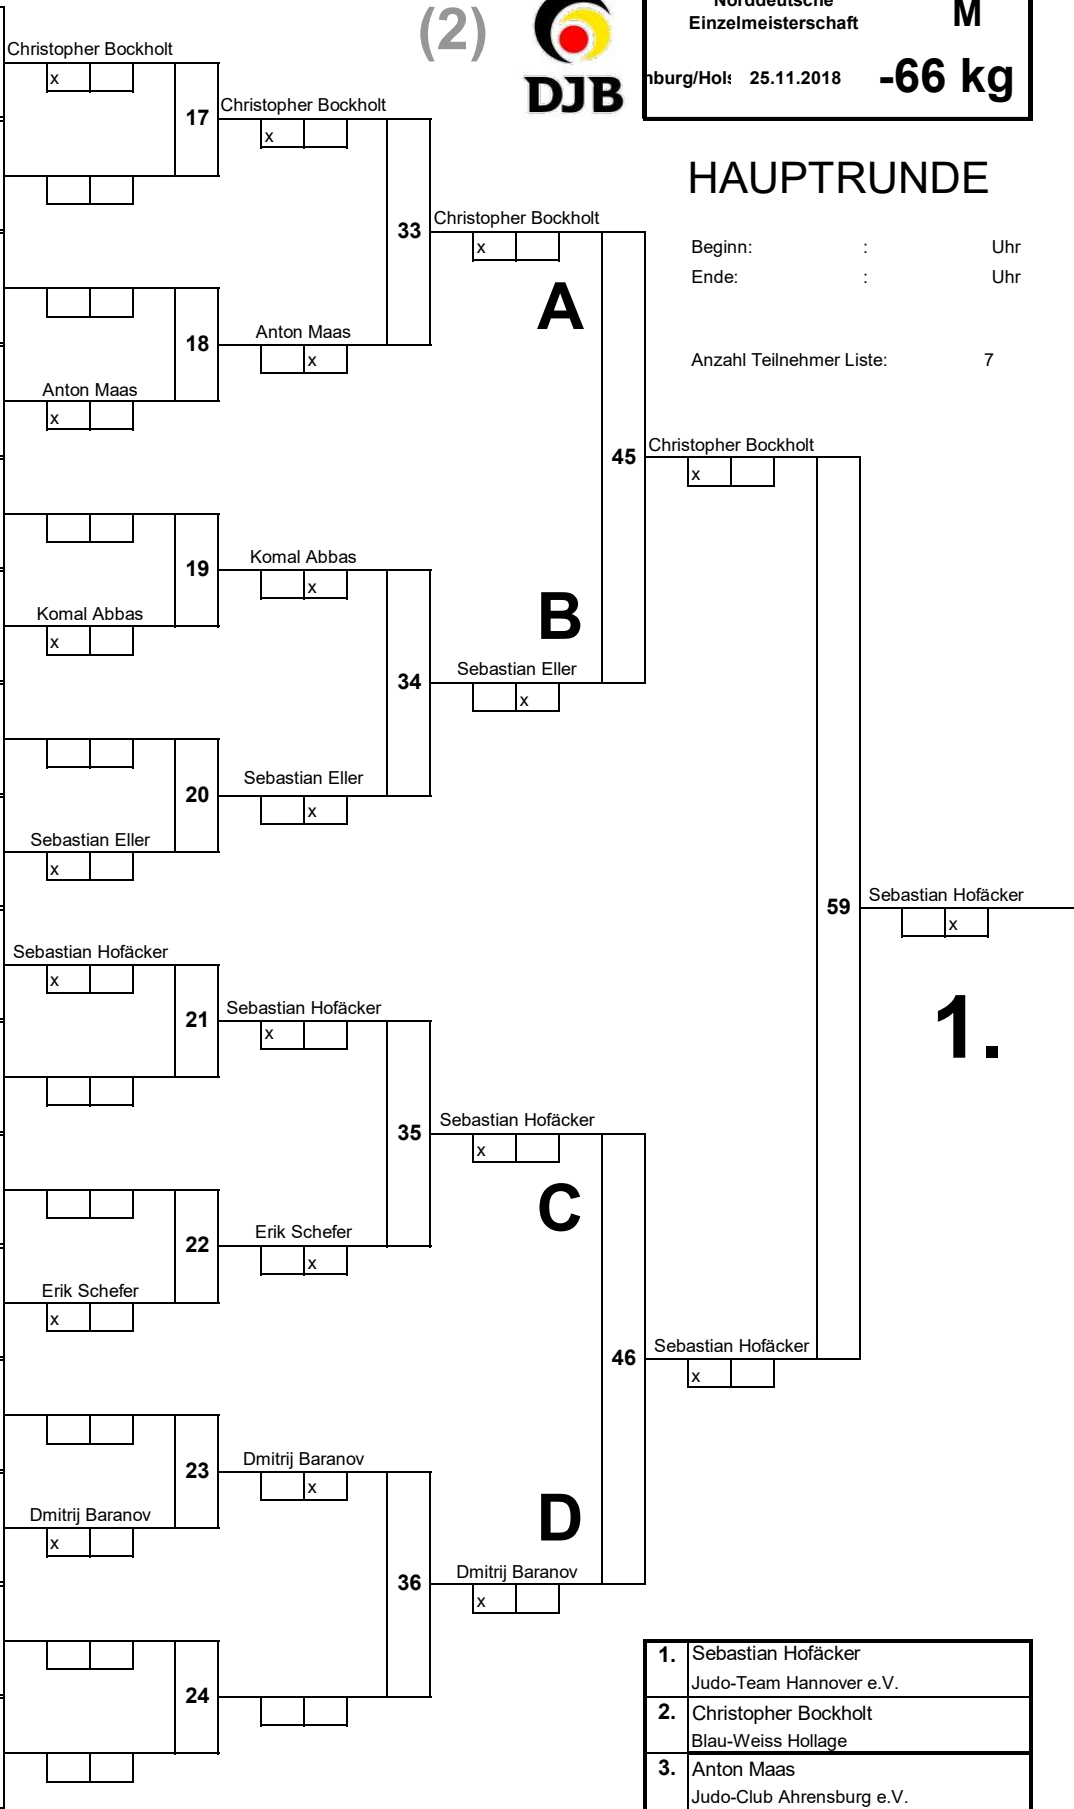 (2)
DJB
Norddeutsche
Einzelmeisterschaft
M
25.11.2018
-66 kg
HAUPTRUNDE
Beginn: : Uhr
Ende: : Uhr
Anzahl Teilnehmer Liste: 7
Christopher Bockholt
x
17
Christopher Bockholt
x
33
Christopher Bockholt
x
A
18
Anton Maas
x
Anton Maas
x
45
Christopher Bockholt
x
19
Komal Abbas
x
Komal Abbas
x
B
34
Sebastian Eller
x
20
Sebastian Eller
x
Sebastian Eller
x
59
Sebastian Hofäcker
x
1.
Sebastian Hofäcker
x
21
Sebastian Hofäcker
x
35
Sebastian Hofäcker
x
C
22
Erik Schefer
x
Erik Schefer
x
46
Sebastian Hofäcker
x
23
Dmitrij Baranov
x
Dmitrij Baranov
x
D
36
Dmitrij Baranov
x
24
1. Sebastian Hofäcker
Judo-Team Hannover e.V.
2. Christopher Bockholt
Blau-Weiss Hollage
3. Anton Maas
Judo-Club Ahrensburg e.V.